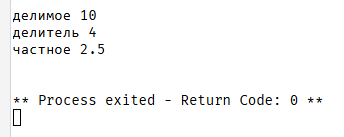 делимое 10
делитель 4
частное 2.5
** Process exited - Return Code: 0 **